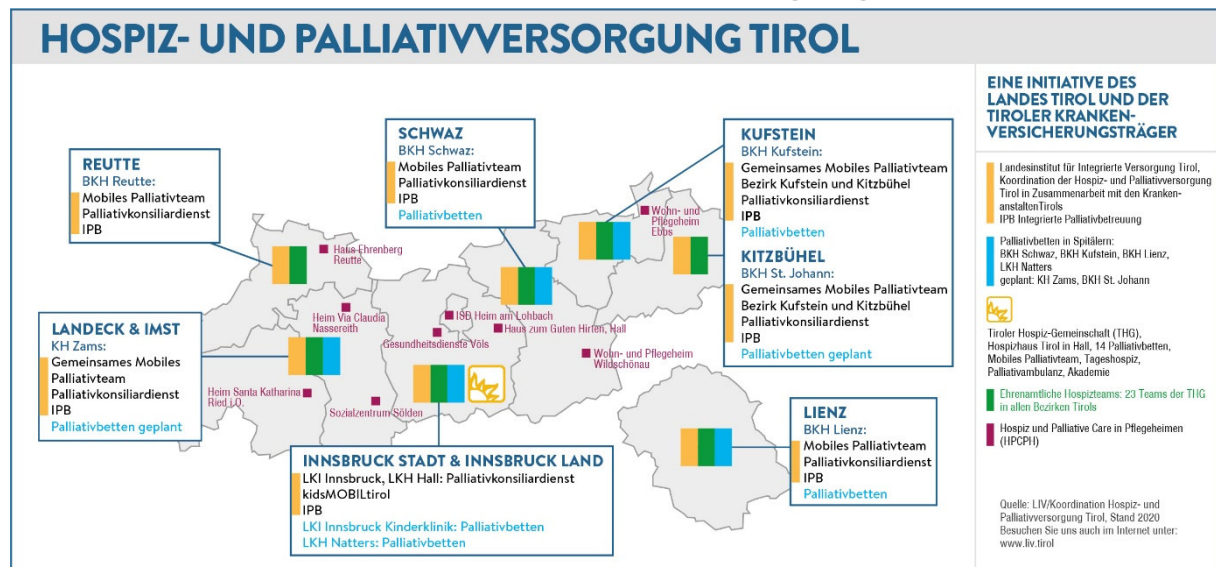 HOSPIZ- UND PALLIATIVVERSORGUNG TIROL
REUTTE
BKH Reutte:
Mobiles Palliativteam
Palliativkonsiliardienst
IPB
SCHWAZ
BKH Schwaz:
Mobiles Palliativteam
Palliativkonsiliardienst
IPB
Palliativbetten
KUFSTEIN
BKH Kufstein:
Gemeinsames Mobiles Palliativteam
Bezirk Kufstein und Kitzbühel
Palliativkonsiliardienst
IPB
Palliativbetten
KITZBÜHEL
BKH St. Johann:
Gemeinsames Mobiles Palliativteam
Bezirk Kufstein und Kitzbühel
Palliativkonsiliardienst
IPB
Palliativbetten geplant
LANDECK & IMST
KH Zams:
Gemeinsames Mobiles
Palliativteam
Palliativkonsiliardienst
IPB
Palliativbetten geplant
INNSBRUCK STADT & INNSBRUCK LAND
LKI Innsbruck, LKH Hall: Palliativkonsiliardienst
kidsMOBILtirol
IPB
LKI Innsbruck Kinderklinik: Palliativbetten
LKH Natters: Palliativbetten
LIENZ
BKH Lienz:
Mobiles Palliativteam
Palliativkonsiliardienst
IPB
Palliativbetten
Haus Ehrenberg
Reutte
Heim Via Claudia
Nassereith
ISD Heim am Lohbach
Gesundheitsdienste Völs
Haus zum Guten Hirten, Hall
Wohn- und
Pflegeheim
Ebbs
Wohn- und Pflegeheim
Wildschönau
Heim Santa Katharina
Ried i.O.
Sozialzentrum Sölden
EINE INITIATIVE DES
LANDES TIROL UND DER
TIROLER KRANKEN-
VERSICHERUNGSTRÄGER
Landesinstitut für Integrierte Versorgung Tirol,
Koordination der Hospiz- und Palliativversorgung
Tirol in Zusammenarbeit mit den Kranken-
anstaltenTirols
IPB Integrierte Palliativbetreuung
Palliativbetten in Spitälern:
BKH Schwaz, BKH Kufstein, BKH Lienz,
LKH Natters
geplant: KH Zams, BKH St. Johann
Tiroler Hospiz-Gemeinschaft (THG),
Hospizhaus Tirol in Hall, 14 Palliativbetten,
Mobiles Palliativteam, Tageshospiz,
Palliativambulanz, Akademie
Ehrenamtliche Hospizteams: 23 Teams der THG
in allen Bezirken Tirols
Hospiz und Palliative Care in Pflegeheimen
(HPCPH)
Quelle: LIV/Koordination Hospiz- und
Palliativversorgung Tirol, Stand 2020
Besuchen Sie uns auch im Internet unter:
www.liv.tirol